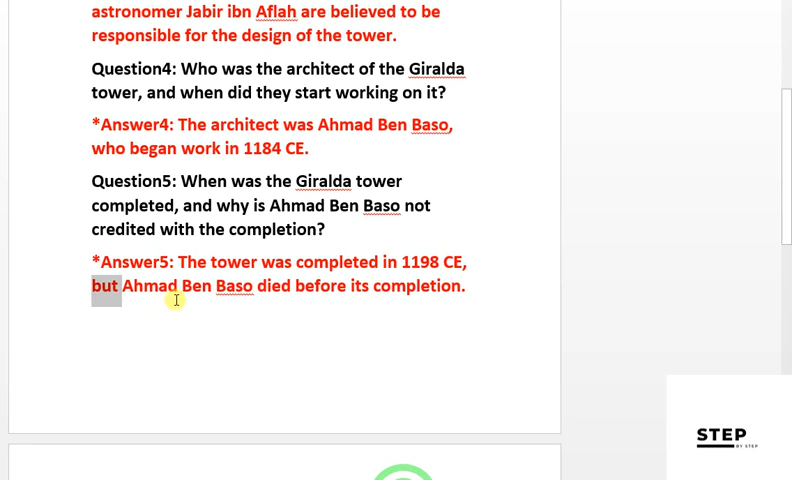 astronomer Jabir ibn Aflah are believed to be
responsible for the design of the tower.
Question4: Who was the architect of the Giralda
tower, and when did they start working on it?
*Answer4: The architect was Ahmad Ben Baso,
who began work in 1184 CE.
Question5: When was the Giralda tower
completed, and why is Ahmad Ben Baso not
credited with the completion?
*Answer5: The tower was completed in 1198 CE,
but Ahmad Ben Baso died before its completion.
STEP
BY STEP